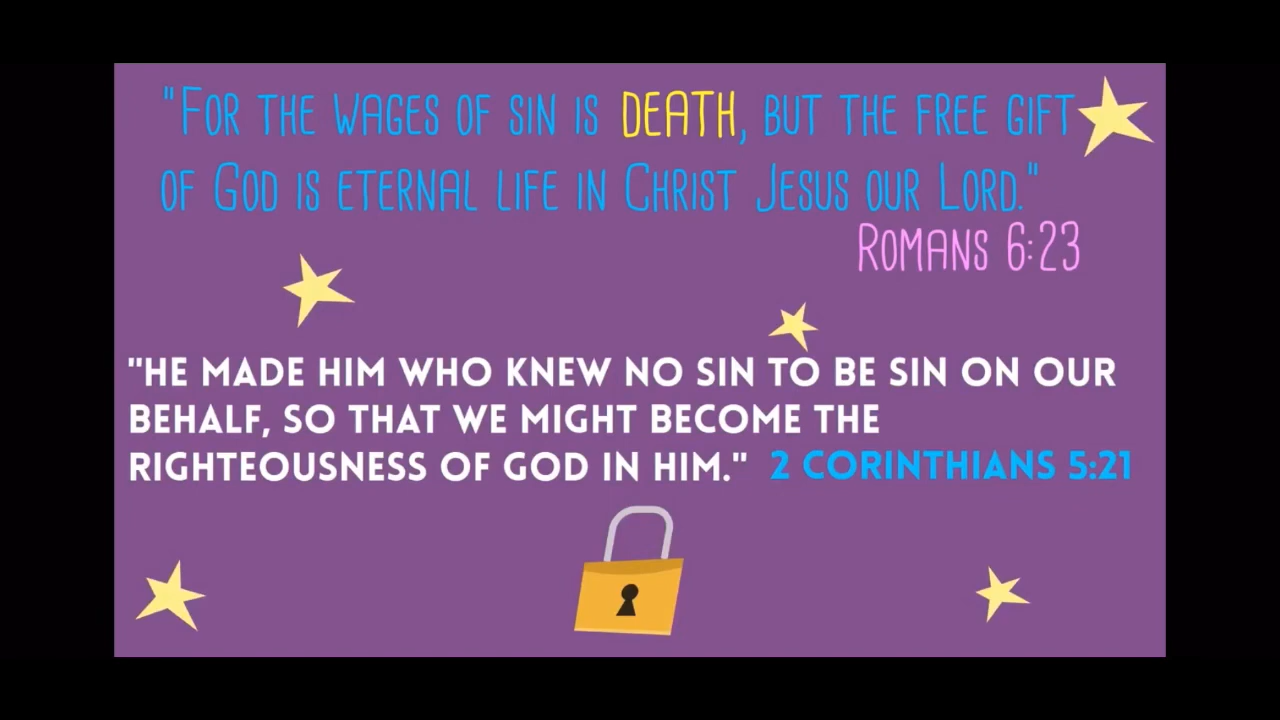 "For the wages of sin is DEATH, but the free gift
of God is eternal life in Christ Jesus our Lord."
Romans 6:23
"HE MADE HIM WHO KNEW NO SIN TO BE SIN ON OUR
BEHALF, SO THAT WE MIGHT BECOME THE
RIGHTEOUSNESS OF GOD IN HIM." 2 CORINTHIANS 5:21